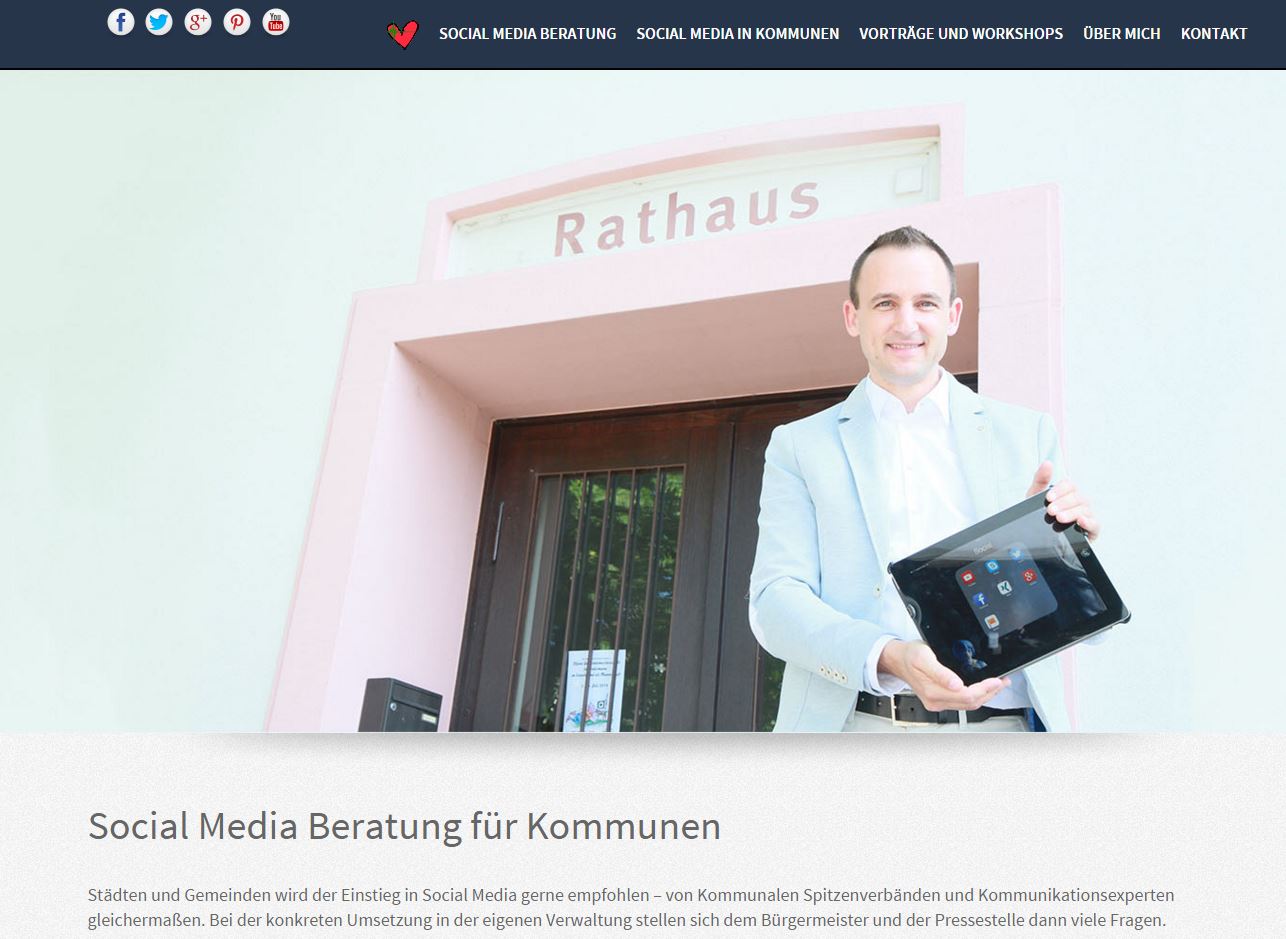 SOCIAL MEDIA BERATUNG SOCIAL MEDIA IN KOMMUNEN VORTRÄGE UND WORKSHOPS ÜBER MICH KONTAKT
Rathaus
Social
Social Media Beratung für Kommunen
Städten und Gemeinden wird der Einstieg in Social Media gerne empfohlen – von Kommunalen Spitzenverbänden und Kommunikationsexperten
gleichermaßen. Bei der konkreten Umsetzung in der eigenen Verwaltung stellen sich dem Bürgermeister und der Pressestelle dann viele Fragen.